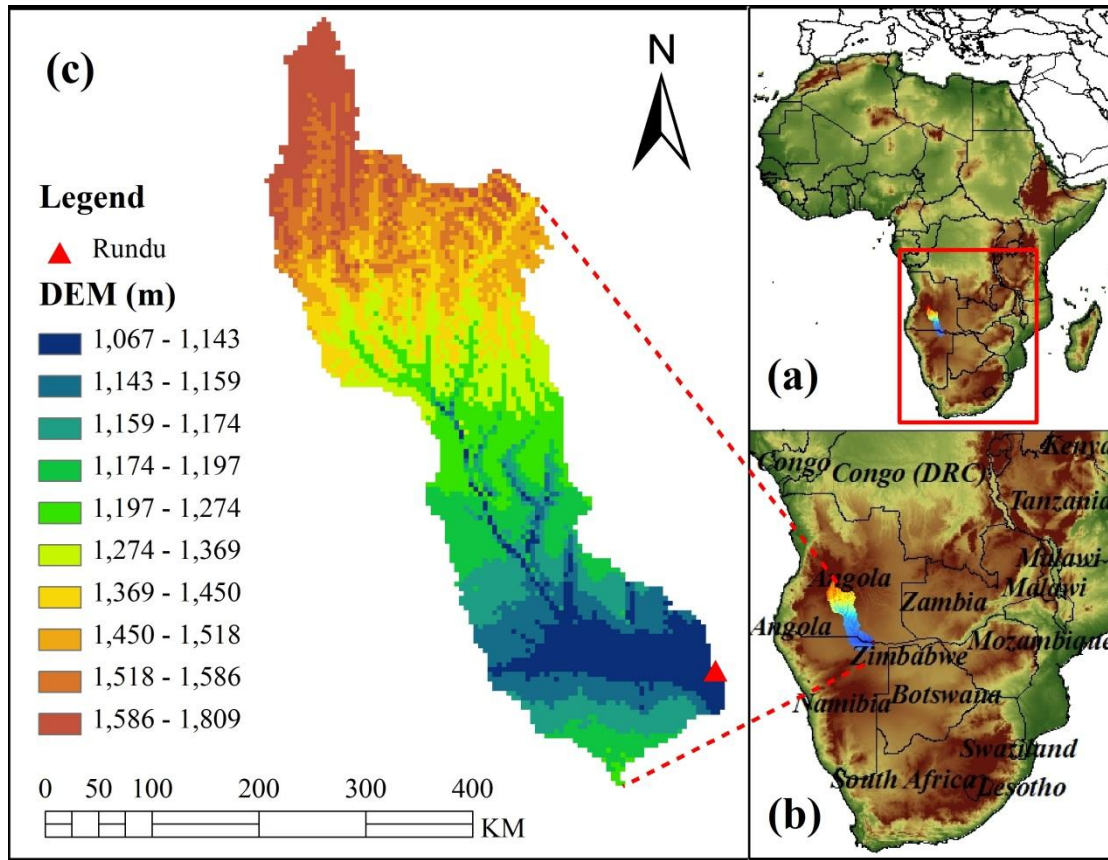 (c)
N
Legend
Rundu
DEM (m)
1,067 - 1,143
1,143 - 1,159
1,159 - 1,174
1,174 - 1,197
1,197 - 1,274
1,274 - 1,369
1,369 - 1,450
1,450 - 1,518
1,518 - 1,586
1,586 - 1,809
0 50 100 200 300 400
KM
(a)
Kenya
Congo
Congo (DRC)
Tanzania
Malawi
Angola
Malawi
Zambia
Angola
Mozambique
Zimbabwe
Namibia
Botswana
Swaziland
South Africa
Lesotho
(b)